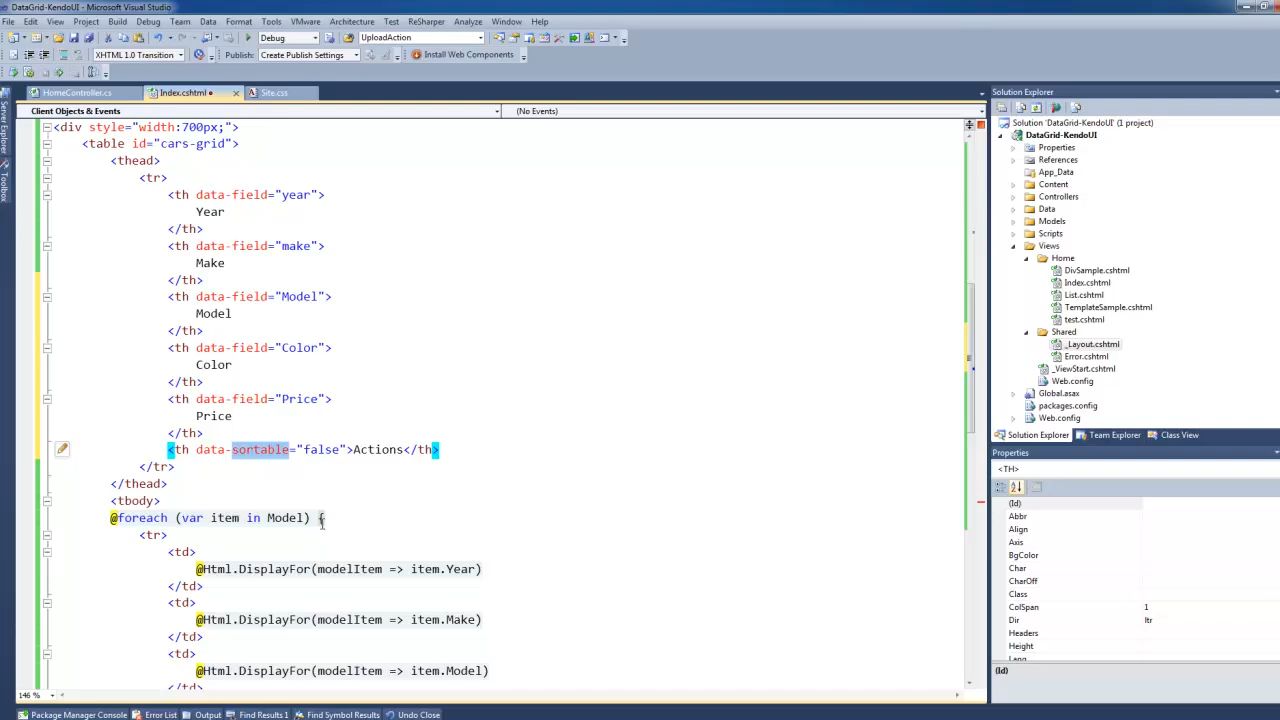 DataGrid-KendoUI - Microsoft Visual Studio
File Edit View Project Build Debug Team Data Format Tools VMware Architecture Test ReSharper Analyze Window Help
Debug UploadAction
XHTML 1.0 Transition Publish: Create Publish Settings Install Web Components
HomeController.cs Index.cshtml Site.css
Client Objects & Events (No Events)
Server Explorer
Toolbox
<div style="width:700px;">
<table id="cars-grid">
<thead>
<tr>
<th data-field="year">
Year
</th>
<th data-field="make">
Make
</th>
<th data-field="Model">
Model
</th>
<th data-field="Color">
Color
</th>
<th data-field="Price">
Price
</th>
<th data-sortable="false">Actions</th>
</tr>
</thead>
<tbody>
@foreach (var item in Model) {
<tr>
<td>
@Html.DisplayFor(modelItem => item.Year)
</td>
<td>
@Html.DisplayFor(modelItem => item.Make)
</td>
<td>
@Html.DisplayFor(modelItem => item.Model)
</td>
146 %
Package Manager Console Error List Output Find Results 1 Find Symbol Results Undo Close
Solution Explorer
Solution 'DataGrid-KendoUI' (1 project)
DataGrid-KendoUI
Properties
References
App_Data
Content
Controllers
Data
Models
Scripts
Views
Home
DivSample.cshtml
Index.cshtml
List.cshtml
TemplateSample.cshtml
test.cshtml
Shared
_Layout.cshtml
Error.cshtml
_ViewStart.cshtml
Web.config
Global.asax
packages.config
Web.config
Solution Explorer Team Explorer Class View
Properties
<TH>
(Id)
Abbr
Align
Axis
BgColor
Char
CharOff
Class
ColSpan 1
Dir ltr
Headers
Height
Lang
(Id)